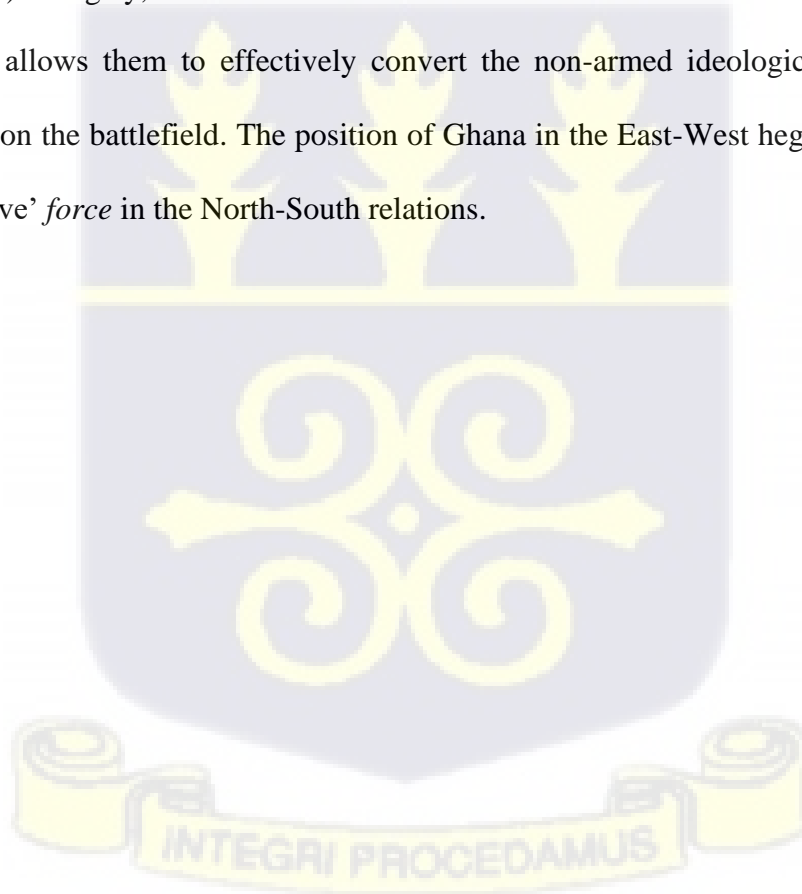 allows them to effectively convert the non-armed ideologic
on the battlefield. The position of Ghana in the East-West heg
ve’ force in the North-South relations.
INTEGRI PROCEDAMUS